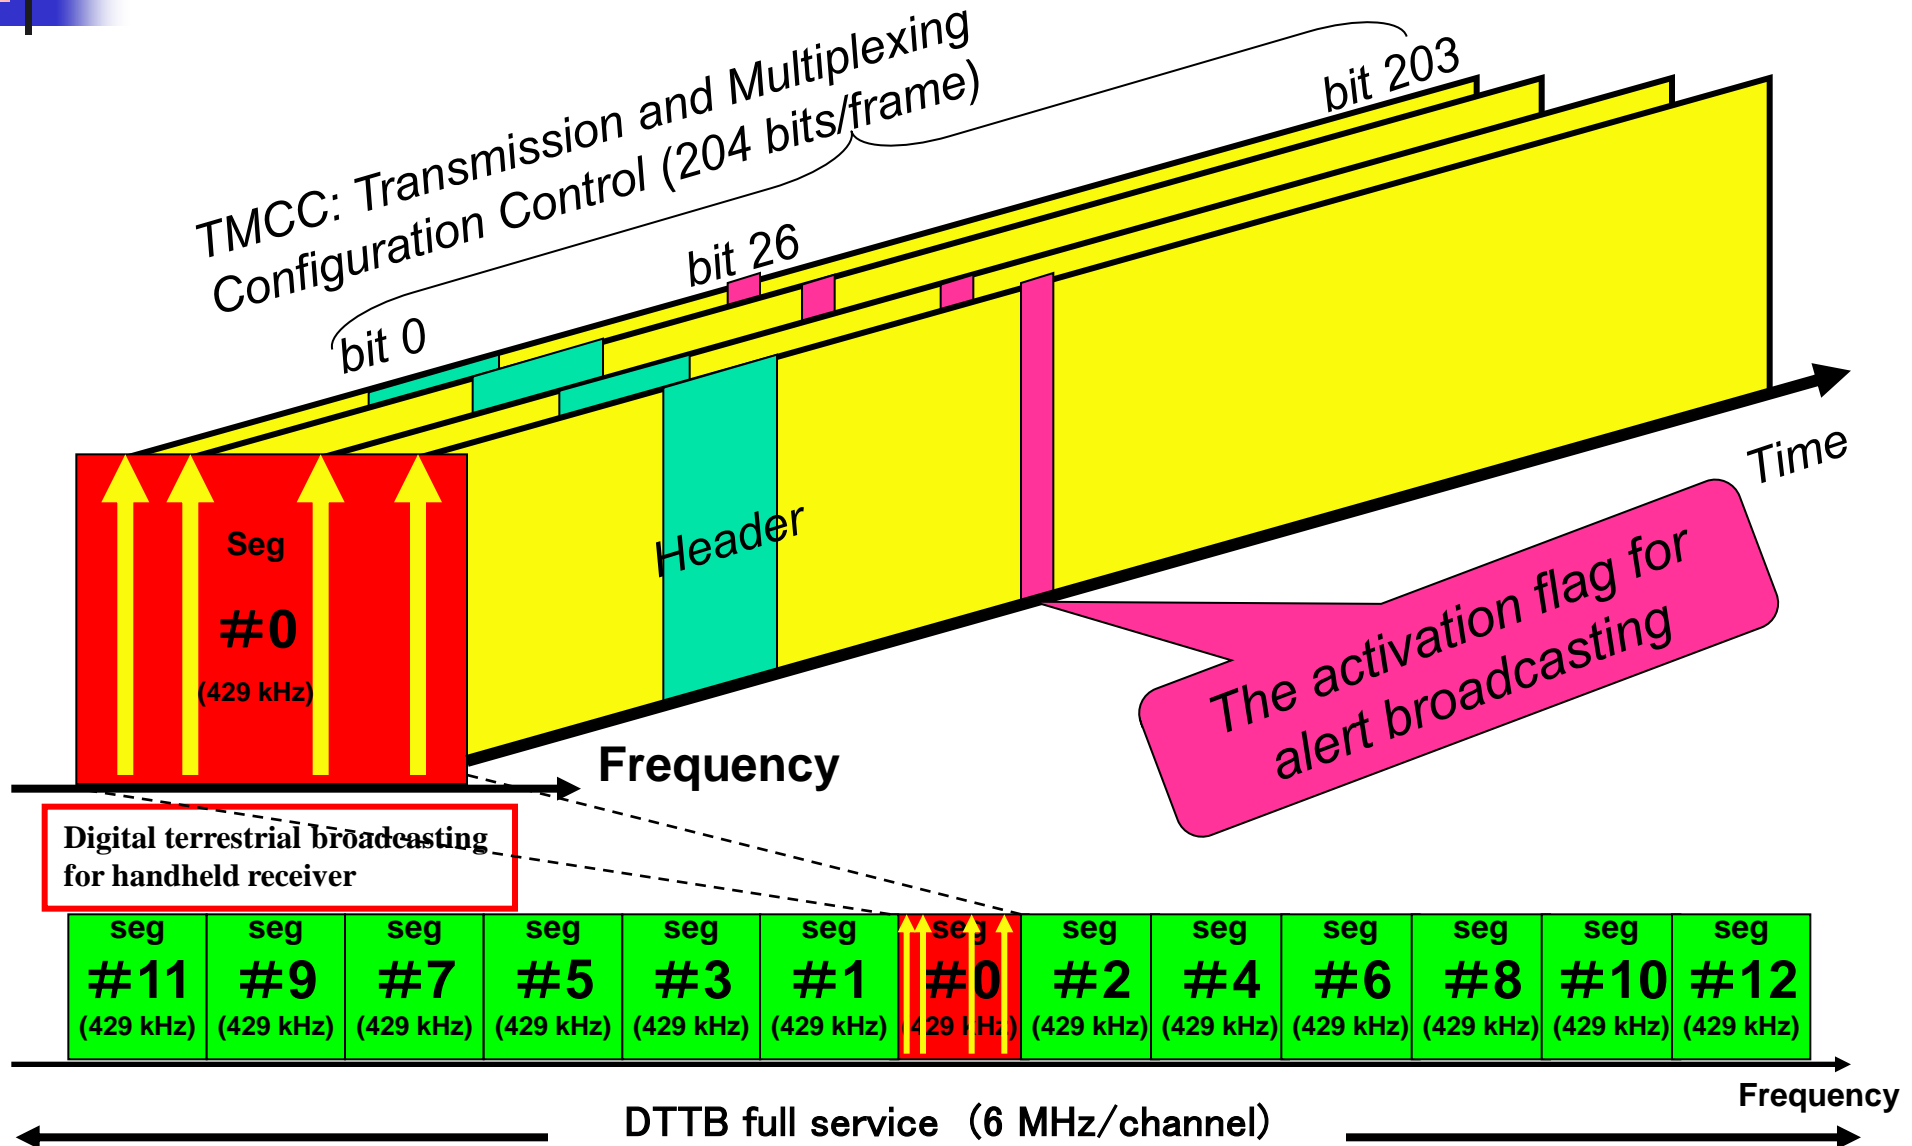 TMCC: Transmission and Multiplexing
Configuration Control (204 bits/frame)
bit 203
bit 26
bit 0
Time
Header
Seg
#0
(429 kHz)
The activation flag for
alert broadcasting
Frequency
Digital terrestrial broadcasting
for handheld receiver
seg seg seg seg seg seg seg seg seg seg seg seg seg
#11 #9 #7 #5 #3 #1 #0 #2 #4 #6 #8 #10 #12
(429 kHz) (429 kHz) (429 kHz) (429 kHz) (429 kHz) (429 kHz) (429 kHz) (429 kHz) (429 kHz) (429 kHz) (429 kHz) (429 kHz) (429 kHz)
Frequency
DTTB full service (6 MHz/channel)